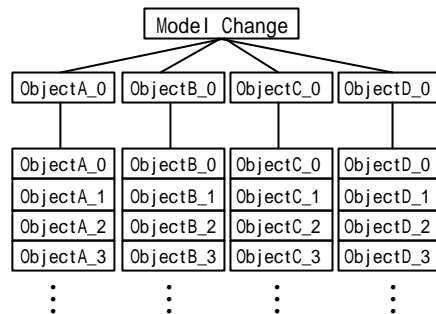 Model Change
ObjectA_0 ObjectB_0 ObjectC_0 ObjectD_0
ObjectA_0 ObjectB_0 ObjectC_0 ObjectD_0
ObjectA_1 ObjectB_1 ObjectC_1 ObjectD_1
ObjectA_2 ObjectB_2 ObjectC_2 ObjectD_2
ObjectA_3 ObjectB_3 ObjectC_3 ObjectD_3